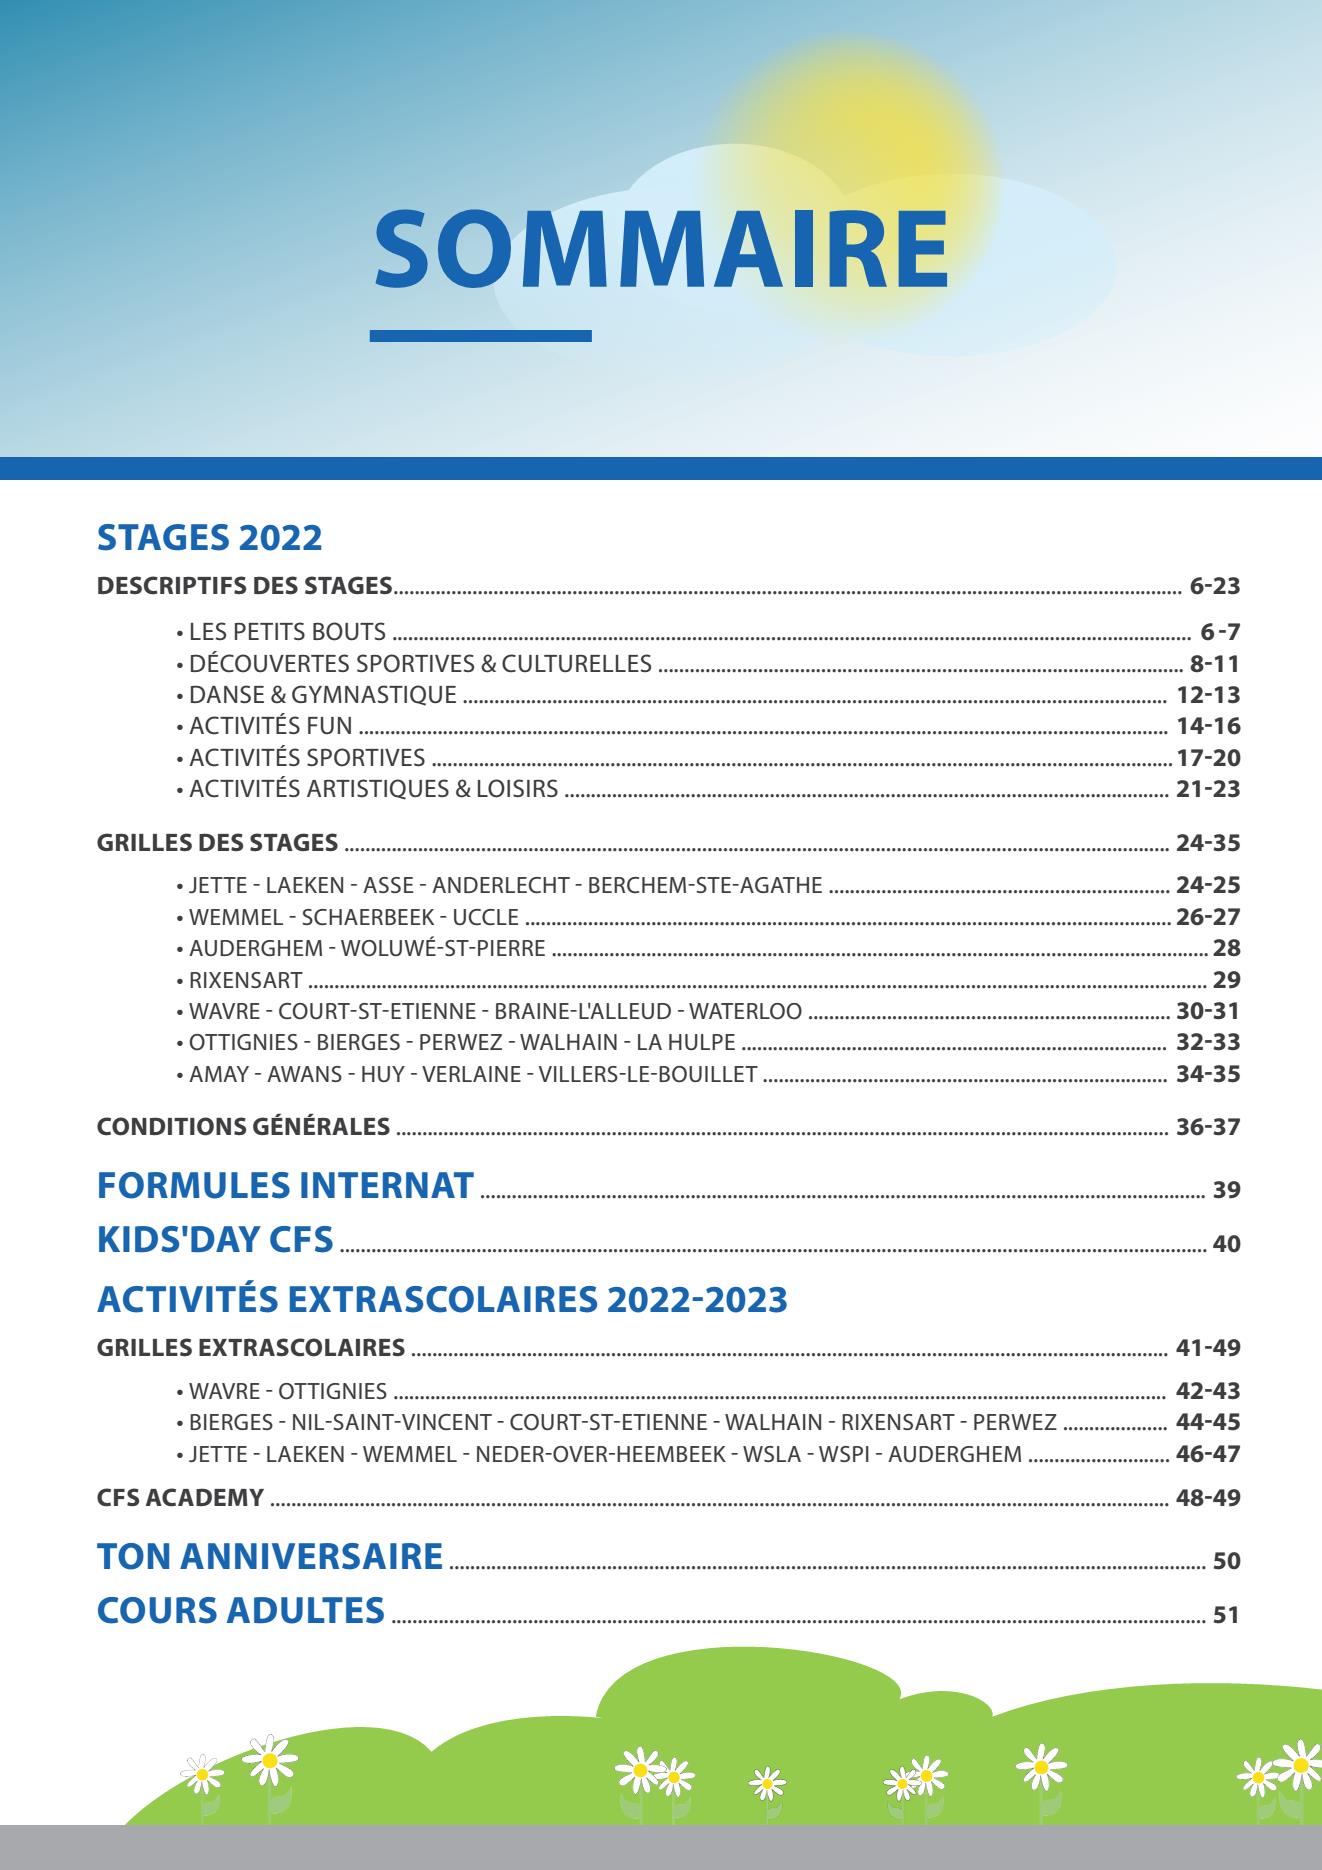 SOMMAIRE
STAGES 2022
DESCRIPTIFS DES STAGES........ 6-23
• LES PETITS BOUTS ........ 6-7
• DÉCOUVERTES SPORTIVES & CULTURELLES ........ 8-11
• DANSE & GYMNASTIQUE ........ 12-13
• ACTIVITÉS FUN ........ 14-16
• ACTIVITÉS SPORTIVES ........ 17-20
• ACTIVITÉS ARTISTIQUES & LOISIRS ........ 21-23
GRILLES DES STAGES ........ 24-35
• JETTE - LAEKEN - ASSE - ANDERLECHT - BERCHEM-STE-AGATHE ........ 24-25
• WEMMEL - SCHAERBEEK - UCCLE ........ 26-27
• AUDERGHEM - WOLUWÉ-ST-PIERRE ........ 28
• RIXENSART ........ 29
• WAVRE - COURT-ST-ETIENNE - BRAINE-L'ALLEUD - WATERLOO ........ 30-31
• OTTIGNIES - BIERGES - PERWEZ - WALHAIN - LA HULPE ........ 32-33
• AMAY - AWANS - HUY - VERLAINE - VILLERS-LE-BOUILLET ........ 34-35
CONDITIONS GÉNÉRALES ........ 36-37
FORMULES INTERNAT ........ 39
KIDS'DAY CFS ........ 40
ACTIVITÉS EXTRASCOLAIRES 2022-2023
GRILLES EXTRASCOLAIRES ........ 41-49
• WAVRE - OTTIGNIES ........ 42-43
• BIERGES - NIL-SAINT-VINCENT - COURT-ST-ETIENNE - WALHAIN - RIXENSART - PERWEZ ........ 44-45
• JETTE - LAEKEN - WEMMEL - NEDER-OVER-HEEMBEEK - WSLA - WSPI - AUDERGHEM ........ 46-47
CFS ACADEMY ........ 48-49
TON ANNIVERSAIRE ........ 50
COURS ADULTES ........ 51